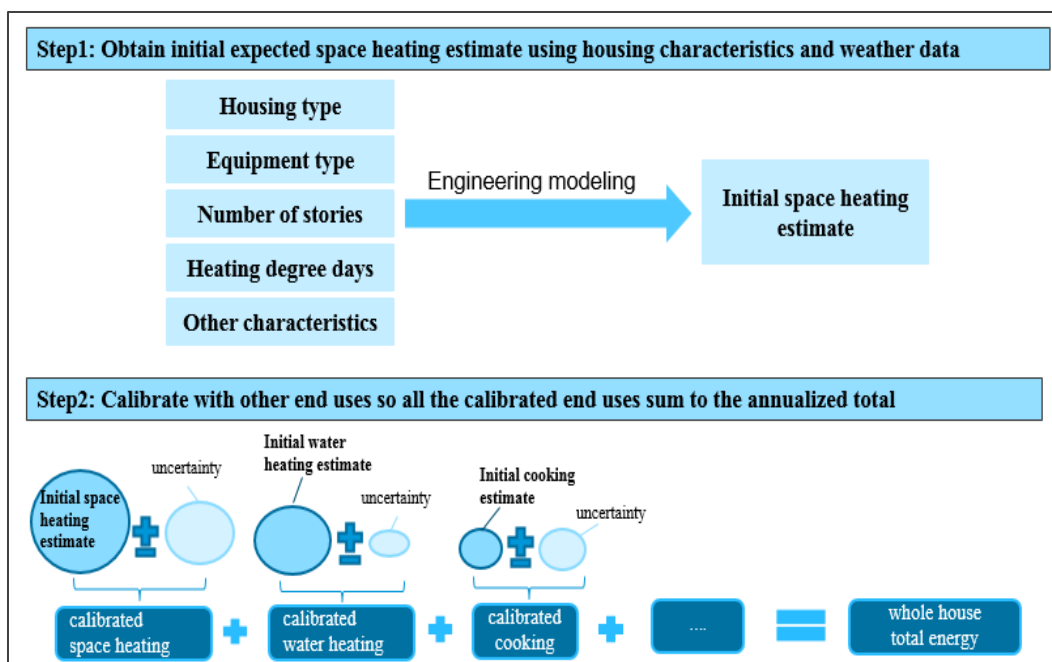 Step1: Obtain initial expected space heating estimate using housing characteristics and weather data
Housing type
Equipment type
Number of stories
Heating degree days
Other characteristics
Engineering modeling
Initial space heating
estimate
Step2: Calibrate with other end uses so all the calibrated end uses sum to the annualized total
Initial space
heating
estimate
uncertainty
Initial water
heating estimate
uncertainty
Initial cooking
estimate
uncertainty
calibrated
space heating
calibrated
water heating
calibrated
cooking
....
whole house
total energy